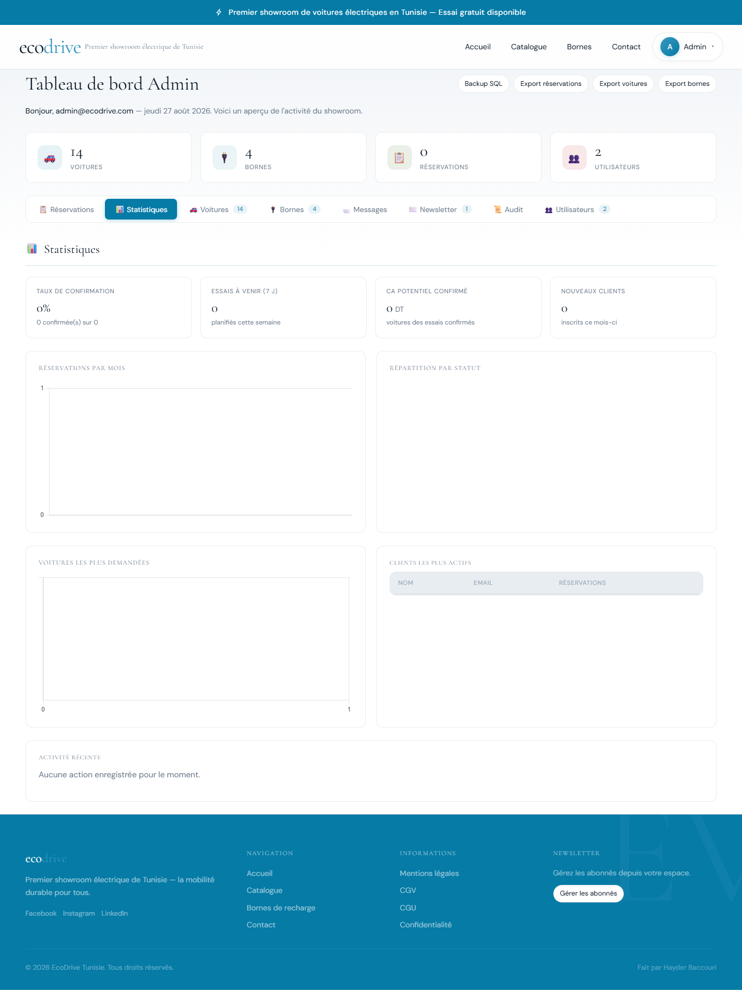 Premier showroom de voitures électriques en Tunisie — Essai gratuit disponible
ecodrive Premier showroom électrique de Tunisie
Accueil Catalogue Bornes Contact A Admin
Tableau de bord Admin
Backup SQL Export réservations Export voitures Export bornes
Bonjour, admin@ecodrive.com — jeudi 27 août 2026. Voici un aperçu de l'activité du showroom.
14
VOITURES
4
BORNES
0
RÉSERVATIONS
2
UTILISATEURS
Réservations Statistiques Voitures 14 Bornes 4 Messages Newsletter 1 Audit Utilisateurs 2
Statistiques
TAUX DE CONFIRMATION
0%
0 confirmée(s) sur 0
ESSAIS À VENIR (7 J)
0
planifiés cette semaine
CA POTENTIEL CONFIRMÉ
0 DT
voitures des essais confirmés
NOUVEAUX CLIENTS
0
inscrits ce mois-ci
RÉSERVATIONS PAR MOIS
1
0
RÉPARTITION PAR STATUT
VOITURES LES PLUS DEMANDÉES
0 1
CLIENTS LES PLUS ACTIFS
NOM EMAIL RÉSERVATIONS
ACTIVITÉ RÉCENTE
Aucune action enregistrée pour le moment.
EV
ecodrive
Premier showroom électrique de Tunisie — la mobilité
durable pour tous.
Facebook Instagram LinkedIn
NAVIGATION
Accueil
Catalogue
Bornes de recharge
Contact
INFORMATIONS
Mentions légales
CGV
CGU
Confidentialité
NEWSLETTER
Gérez les abonnés depuis votre espace.
Gérer les abonnés
© 2026 EcoDrive Tunisie. Tous droits réservés.
Fait par Hayder Baccouri